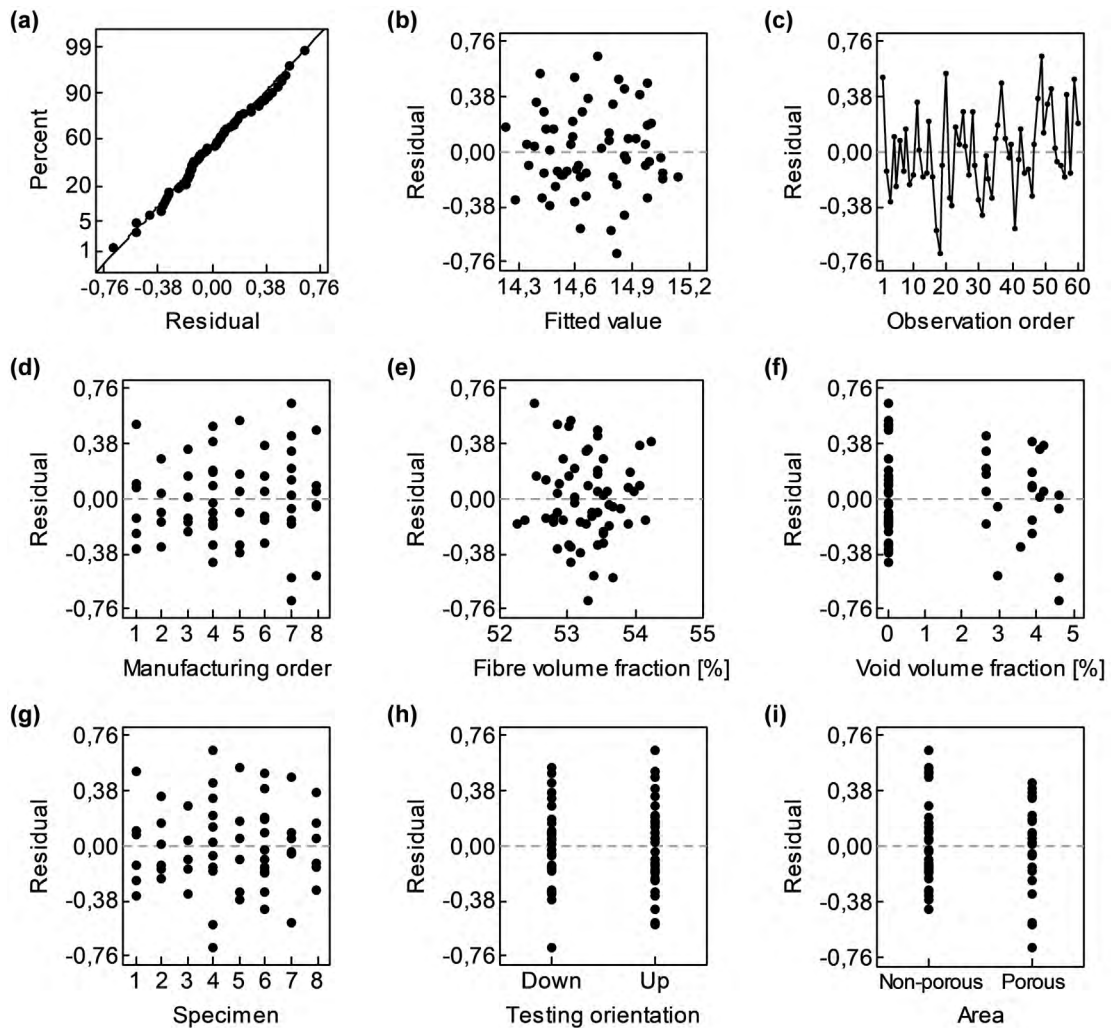 (a)
99
90
60
20
5
1
Percent
-0,76 -0,38 0,00 0,38 0,76
Residual
(b)
0,76
0,38
0,00
-0,38
-0,76
Residual
14,3 14,6 14,9 15,2
Fitted value
(c)
0,76
0,38
0,00
-0,38
-0,76
Residual
1 10 20 30 40 50 60
Observation order
(d)
0,76
0,38
0,00
-0,38
-0,76
Residual
1 2 3 4 5 6 7 8
Manufacturing order
(e)
0,76
0,38
0,00
-0,38
-0,76
Residual
52 53 54 55
Fibre volume fraction [%]
(f)
0,76
0,38
0,00
-0,38
-0,76
Residual
0 1 2 3 4 5
Void volume fraction [%]
(g)
0,76
0,38
0,00
-0,38
-0,76
Residual
1 2 3 4 5 6 7 8
Specimen
(h)
0,76
0,38
0,00
-0,38
-0,76
Residual
Down Up
Testing orientation
(i)
0,76
0,38
0,00
-0,38
-0,76
Residual
Non-porous Porous
Area